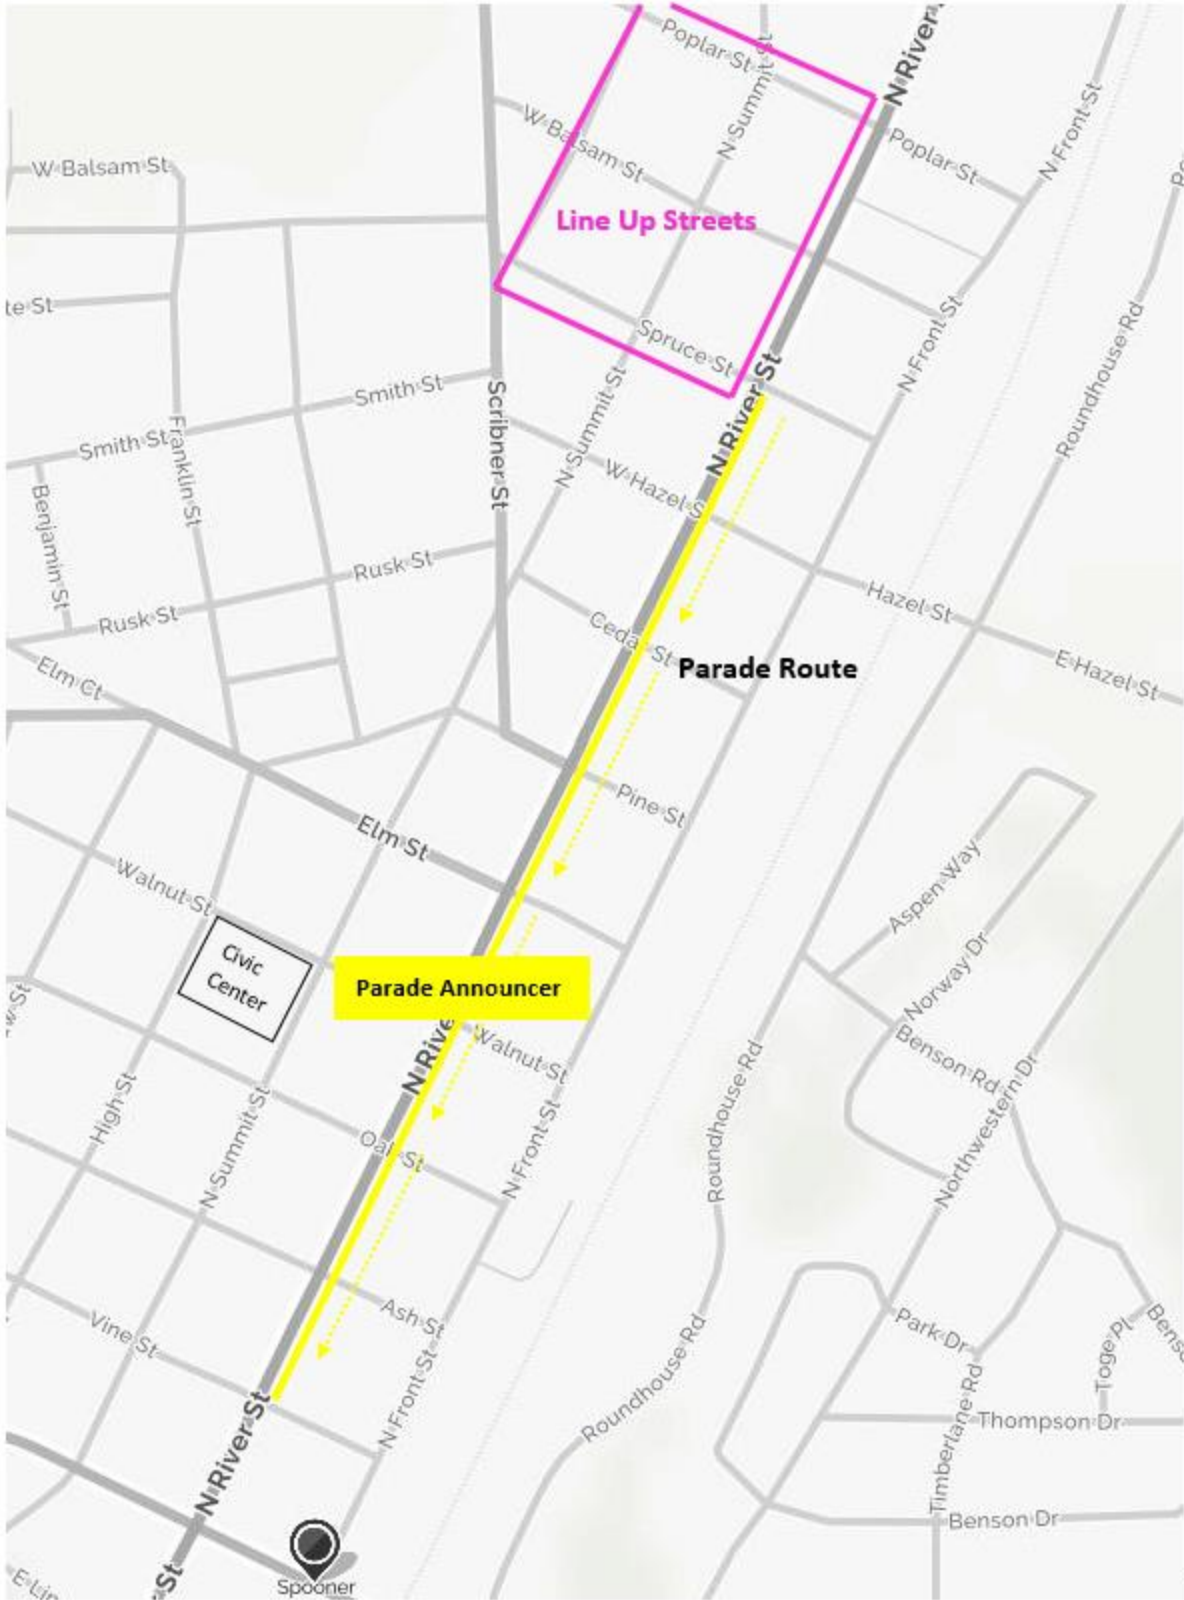 N River
Poplar St
N Summit St
N Front St
W Balsam St
Poplar St
W Balsam St
Line Up Streets
te St
N Front St
Roundhouse Rd
Spruce St
N River St
Smith St
Scribner St
N Summit St
Smith St
Franklin St
W Hazel S
Benjamin St
Rusk St
Hazel St
Rusk St
Cedar St
Parade Route
E Hazel St
Elm Ct
Pine St
Elm St
Walnut St
Aspen Way
Civic
Center
Norway Dr
Parade Announcer
N Rive
Walnut St
Benson Rd
Roundhouse Rd
Northwestern Dr
High St
N Summit St
Oak St
N Front St
w St
Vine St
Ash St
Park Dr
Roundhouse Rd
Toge Pl
Benso
N Front St
Timberlane Rd
Thompson Dr
N River St
Benson Dr
Spooner
E Lin
St